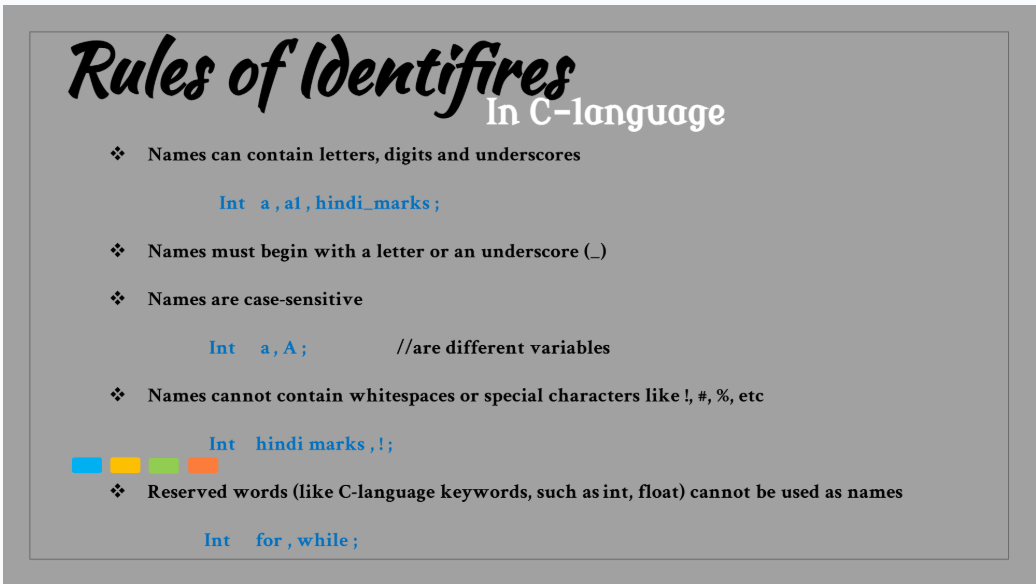 Rules of Identifires
In C-language
❖ Names can contain letters, digits and underscores
Int a , a1 , hindi_marks ;
❖ Names must begin with a letter or an underscore (_)
❖ Names are case-sensitive
Int a , A ; //are different variables
❖ Names cannot contain whitespaces or special characters like !, #, %, etc
Int hindi marks , ! ;
❖ Reserved words (like C-language keywords, such as int, float) cannot be used as names
Int for , while ;